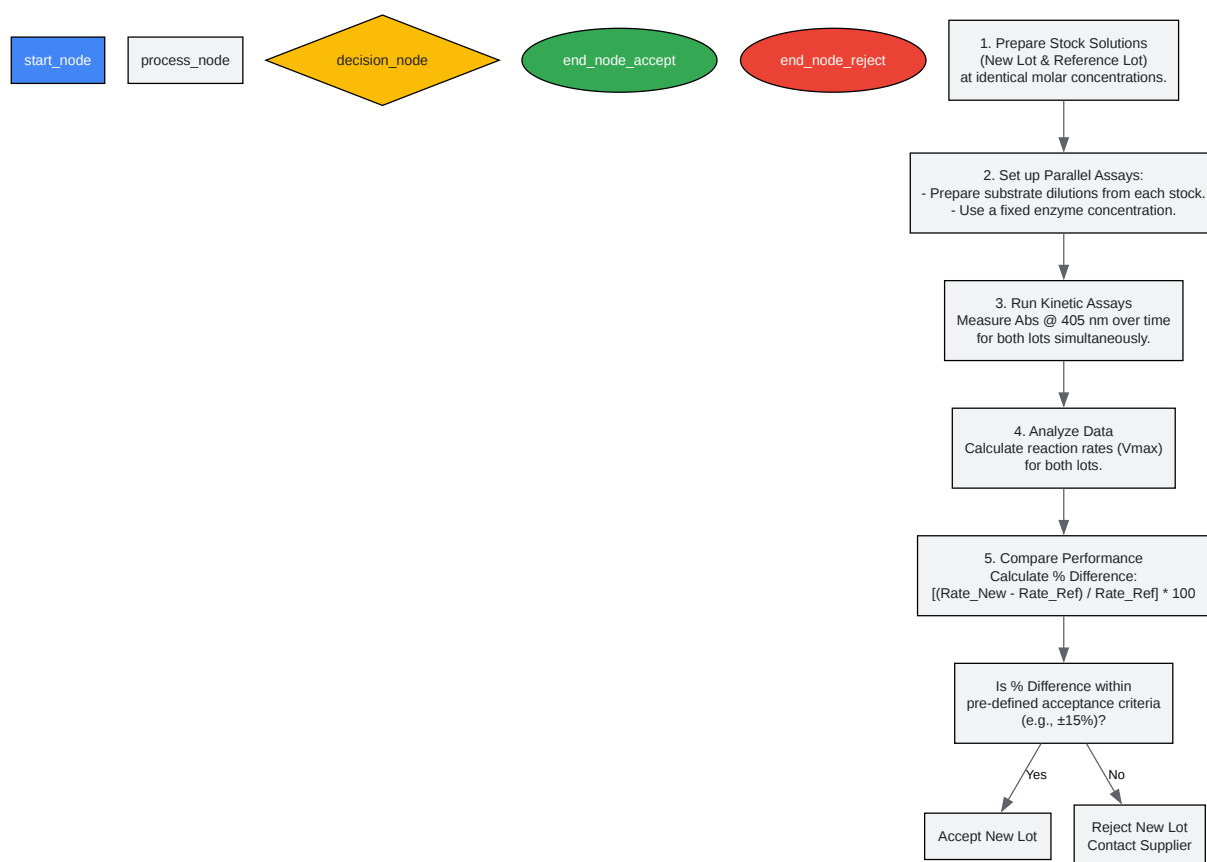 start_node
process_node
decision_node
end_node_accept
end_node_reject
1. Prepare Stock Solutions
(New Lot & Reference Lot)
at identical molar concentrations.
2. Set up Parallel Assays:
- Prepare substrate dilutions from each stock.
- Use a fixed enzyme concentration.
3. Run Kinetic Assays
Measure Abs @ 405 nm over time
for both lots simultaneously.
4. Analyze Data
Calculate reaction rates (Vmax)
for both lots.
5. Compare Performance
Calculate % Difference:
[(Rate_New - Rate_Ref) / Rate_Ref] * 100
Is % Difference within
pre-defined acceptance criteria
(e.g., ±15%)?
Yes
No
Accept New Lot
Reject New Lot
Contact Supplier